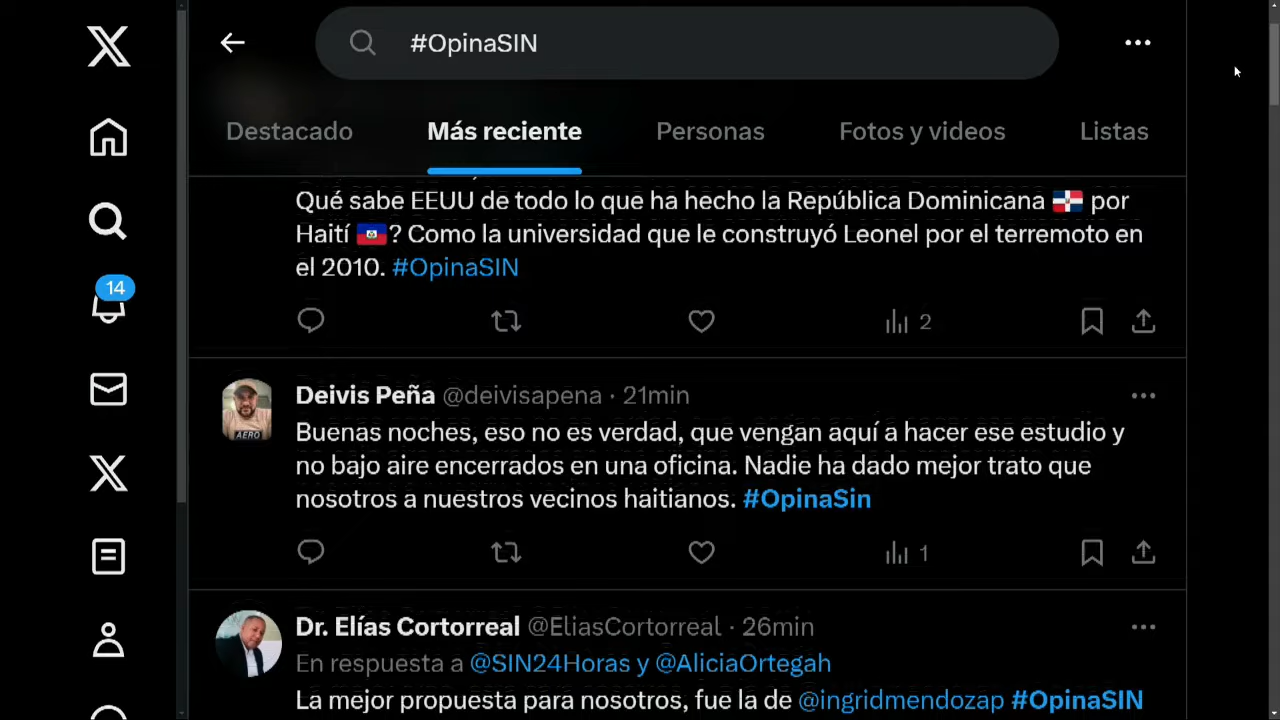 #OpinaSIN
Destacado
Más reciente
Personas
Fotos y videos
Listas
Qué sabe EEUU de todo lo que ha hecho la República Dominicana 🇩🇴 por
Haití 🇭🇹? Como la universidad que le construyó Leonel por el terremoto en
el 2010. #OpinaSIN
2
14
Deivis Peña @deivisapena · 21min
Buenas noches, eso no es verdad, que vengan aquí a hacer ese estudio y
no bajo aire encerrados en una oficina. Nadie ha dado mejor trato que
nosotros a nuestros vecinos haitianos. #OpinaSin
AERO
1
Dr. Elías Cortorreal @EliasCortorreal · 26min
En respuesta a @SIN24Horas y @AliciaOrtegah
La mejor propuesta para nosotros, fue la de @ingridmendozap #OpinaSIN